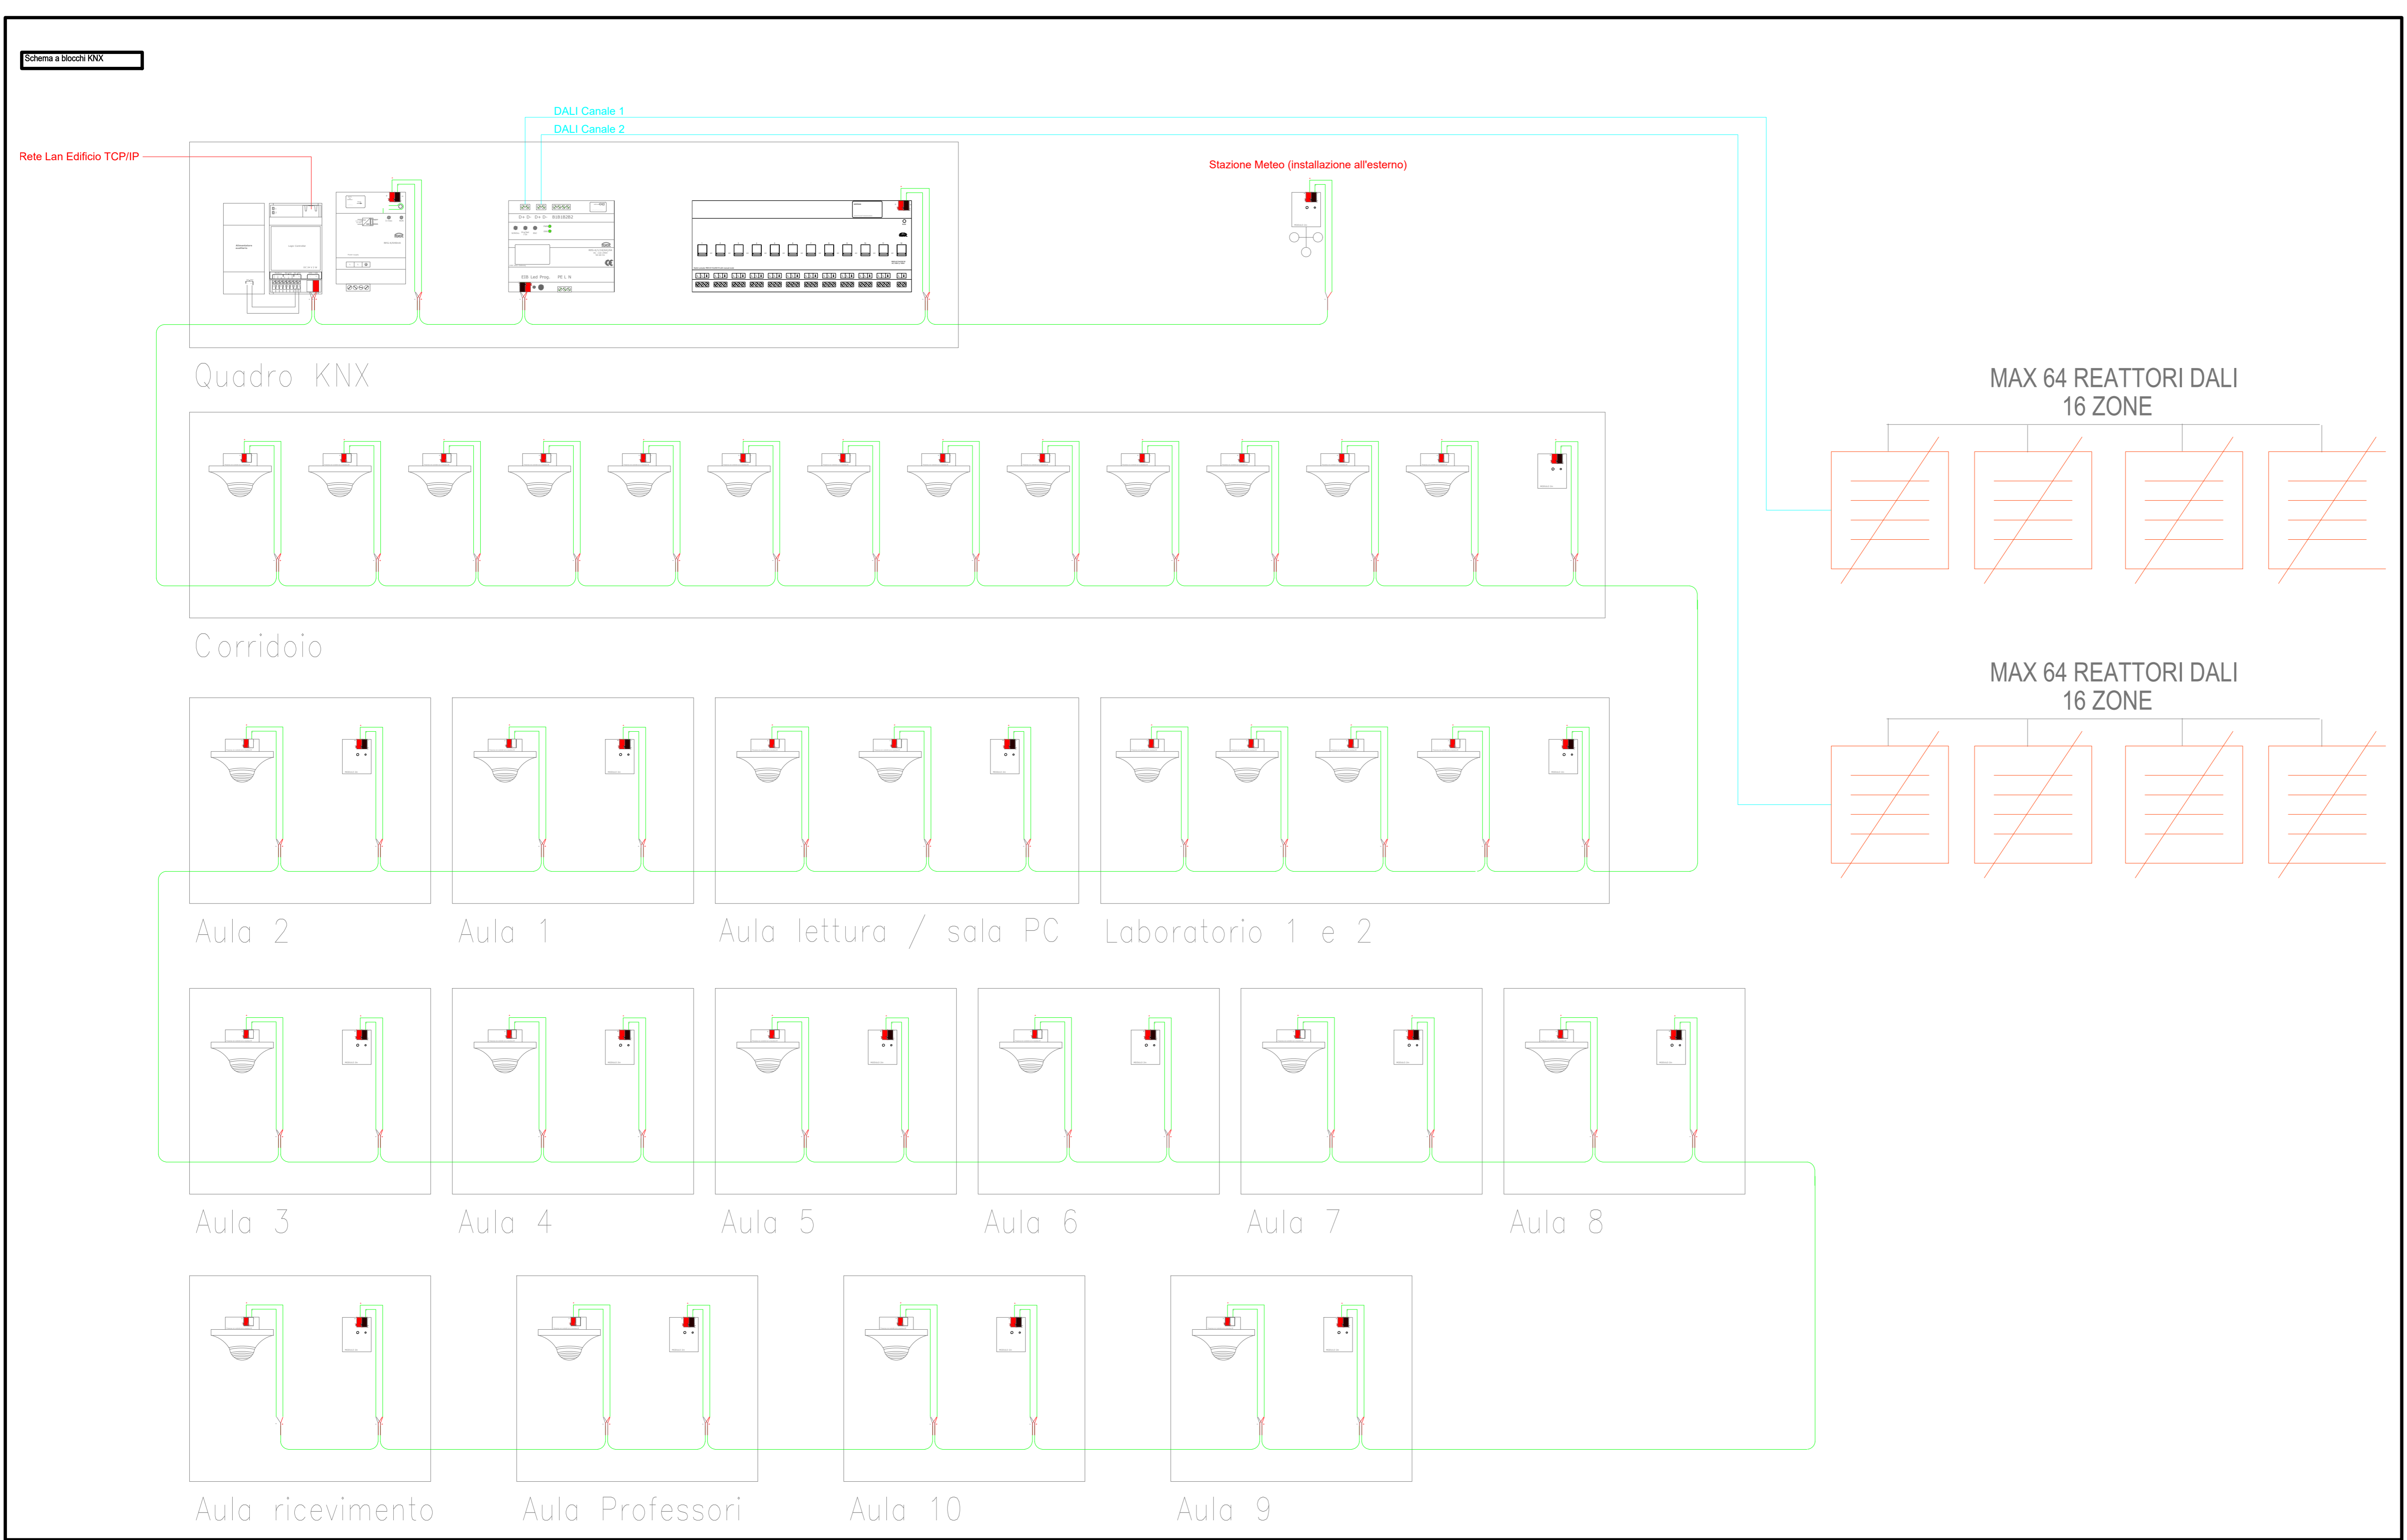 Schema a blocchi KNX
DALI Canale 1
DALI Canale 2
Rete Lan Edificio TCP/IP
Stazione Meteo (installazione all'esterno)
Quadro KNX
MAX 64 REATTORI DALI
16 ZONE
Corridoio
MAX 64 REATTORI DALI
16 ZONE
Aula 2
Aula 1
Aula lettura / sala PC
Laboratorio 1 e 2
Aula 3
Aula 4
Aula 5
Aula 6
Aula 7
Aula 8
Aula ricevimento
Aula Professori
Aula 10
Aula 9